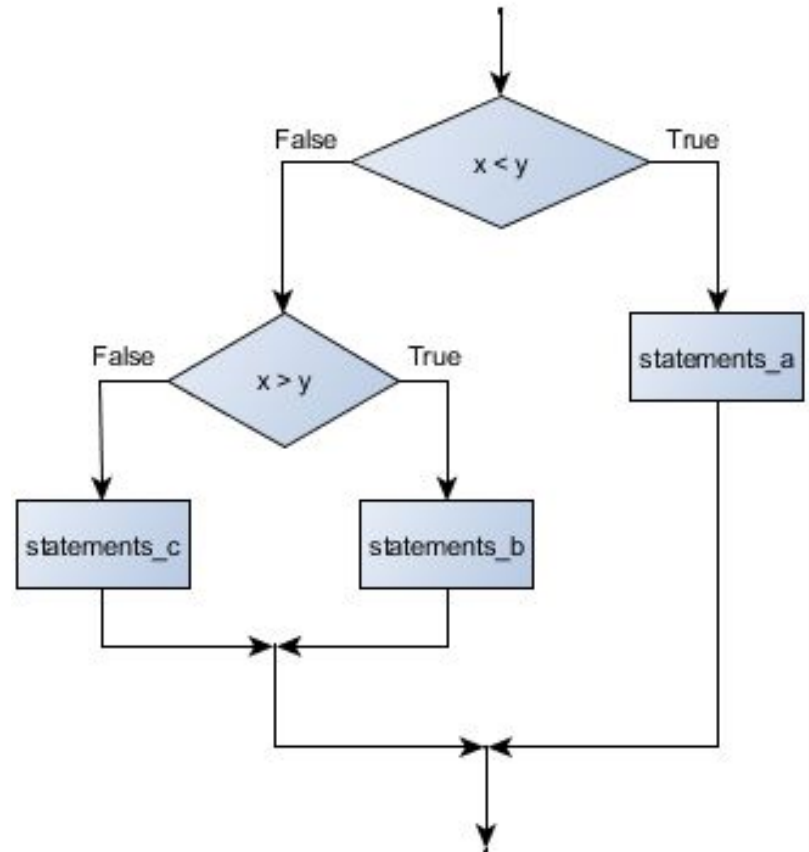 False
True
x < y
False
True
x > y
statements_a
statements_c
statements_b